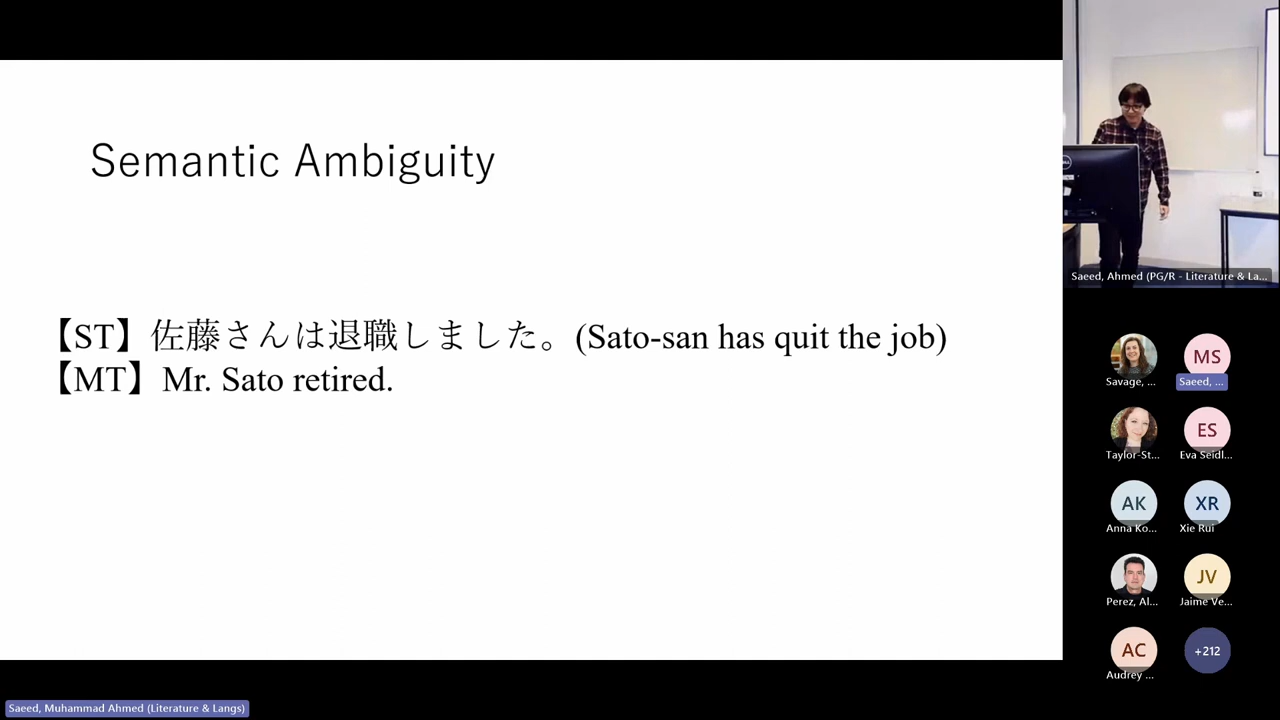 Semantic Ambiguity
【ST】佐藤さんは退職しました。(Sato-san has quit the job)
【MT】Mr. Sato retired.
Saeed, Ahmed (PG/R - Literature & La...
Savage, ...
MS
Saeed, ...
Taylor-St...
ES
Eva Seidl...
AK
Anna Ko...
XR
Xie Rui
Perez, Al...
JV
Jaime Ve...
AC
Audrey ...
+212
Saeed, Muhammad Ahmed (Literature & Langs)